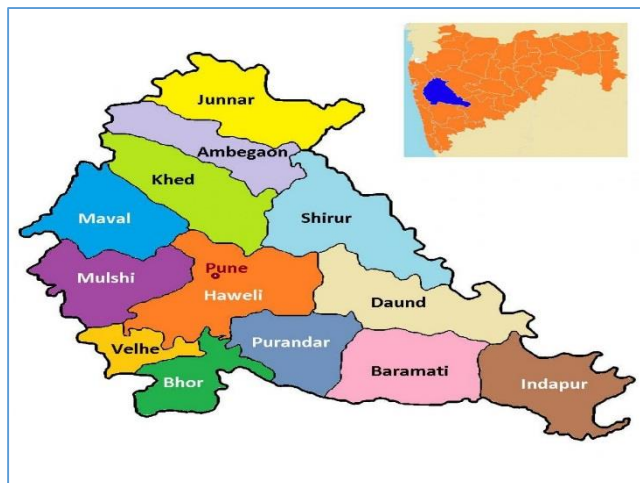 Junnar
Ambegaon
Khed
Maval
Shirur
Mulshi
Pune
Haweli
Daund
Velhe
Purandar
Baramati
Bhor
Indapur